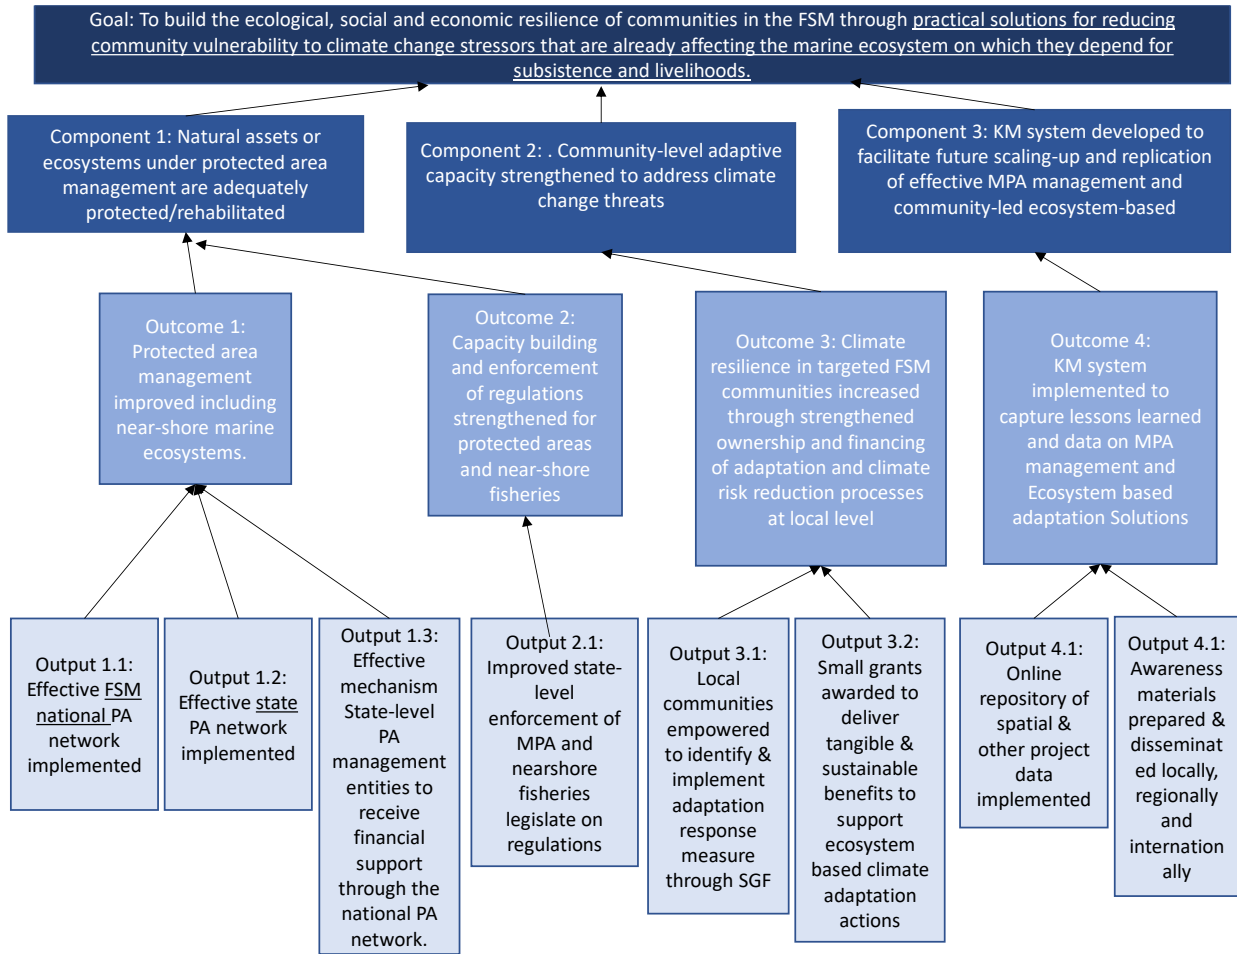 Goal: To build the ecological, social and economic resilience of communities in the FSM through practical solutions for reducing
community vulnerability to climate change stressors that are already affecting the marine ecosystem on which they depend for
subsistence and livelihoods.
Component 1: Natural assets or
ecosystems under protected area
management are adequately
protected/rehabilitated
Component 2: . Community-level adaptive
capacity strengthened to address climate
change threats
Component 3: KM system developed to
facilitate future scaling-up and replication
of effective MPA management and
community-led ecosystem-based
Outcome 1:
Protected area
management
improved including
near-shore marine
ecosystems.
Outcome 2:
Capacity building
and enforcement
of regulations
strengthened for
protected areas
and near-shore
fisheries
Outcome 3: Climate
resilience in targeted FSM
communities increased
through strengthened
ownership and financing
of adaptation and climate
risk reduction processes
at local level
Outcome 4:
KM system
implemented to
capture lessons learned
and data on MPA
management and
Ecosystem based
adaptation Solutions
Output 1.1:
Effective FSM
national PA
network
implemented
Output 1.2:
Effective state
PA network
implemented
Output 1.3:
Effective
mechanism
State-level
PA
management
entities to
receive
financial
support
through the
national PA
network.
Output 2.1:
Improved state-
level
enforcement of
MPA and
nearshore
fisheries
legislate on
regulations
Output 3.1:
Local
communities
empowered
to identify &
implement
adaptation
response
measure
through SGF
Output 3.2:
Small grants
awarded to
deliver
tangible &
sustainable
benefits to
support
ecosystem
based climate
adaptation
actions
Output 4.1:
Online
repository of
spatial &
other project
data
implemented
Output 4.1:
Awareness
materials
prepared &
disseminat
ed locally,
regionally
and
internation
ally